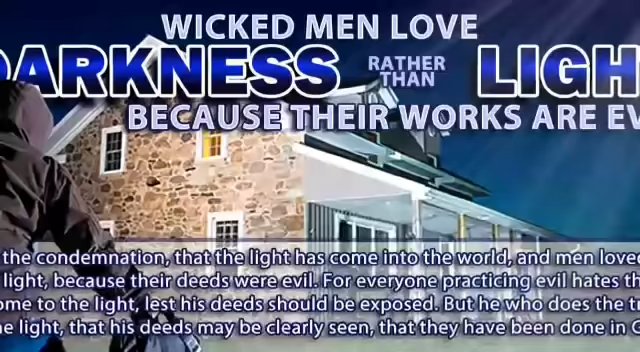 WICKED MEN LOVE
DARKNESS RATHER THAN LIGH
BECAUSE THEIR WORKS ARE EV
the condemnation, that the light has come into the world, and men love
light, because their deeds were evil. For everyone practicing evil hates th
ome to the light, lest his deeds should be exposed. But he who does the t
he light, that his deeds may be clearly seen, that they have been done in G